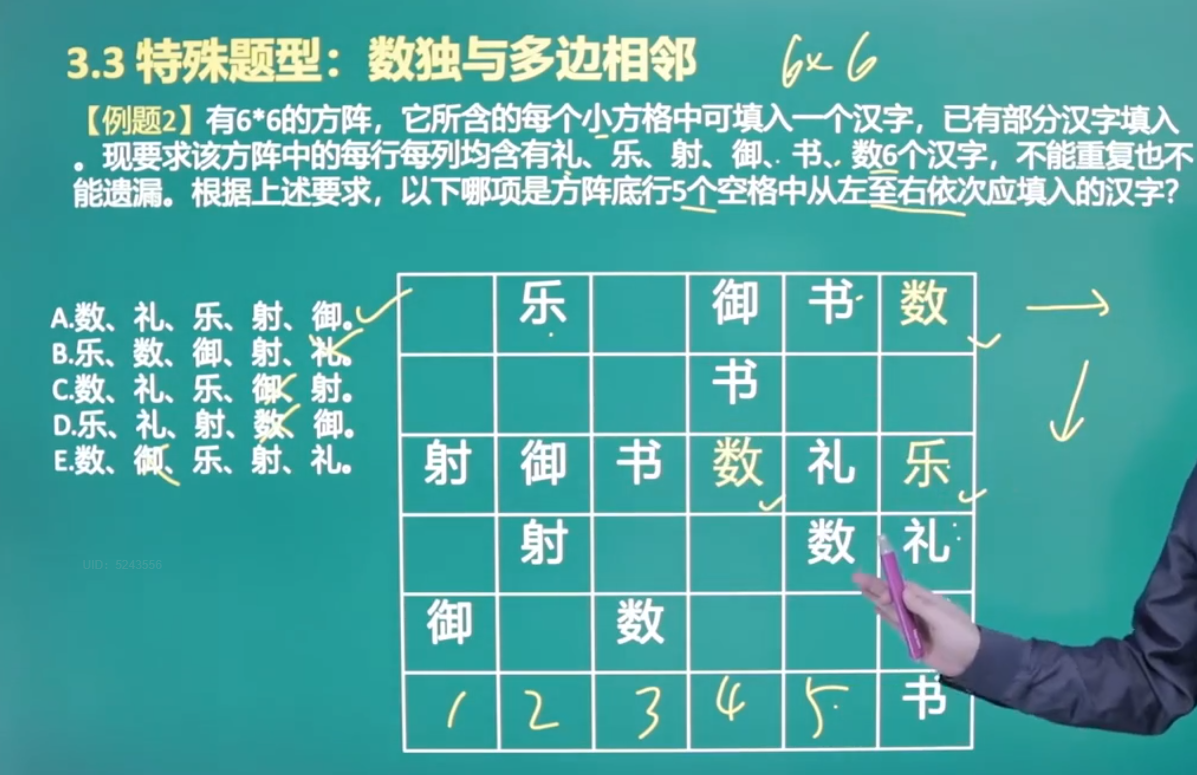 3.3 特殊题型：数独与多边相邻
6×6
【例题2】有6*6的方阵，它所含的每个小方格中可填入一个汉字，已有部分汉字填入
。现要求该方阵中的每行每列均含有礼、乐、射、御、书、数6个汉字，不能重复也不
能遗漏。根据上述要求，以下哪项是方阵底行5个空格中从左至右依次应填入的汉字？
A.数、礼、乐、射、御。
B.乐、数、御、射、礼。
C.数、礼、乐、御、射。
D.乐、礼、射、数、御。
E.数、御、乐、射、礼。
乐 御 书 数
书
射 御 书 数 礼 乐
射 数 礼
御 数
1 2 3 4 5 书
UID：5243556